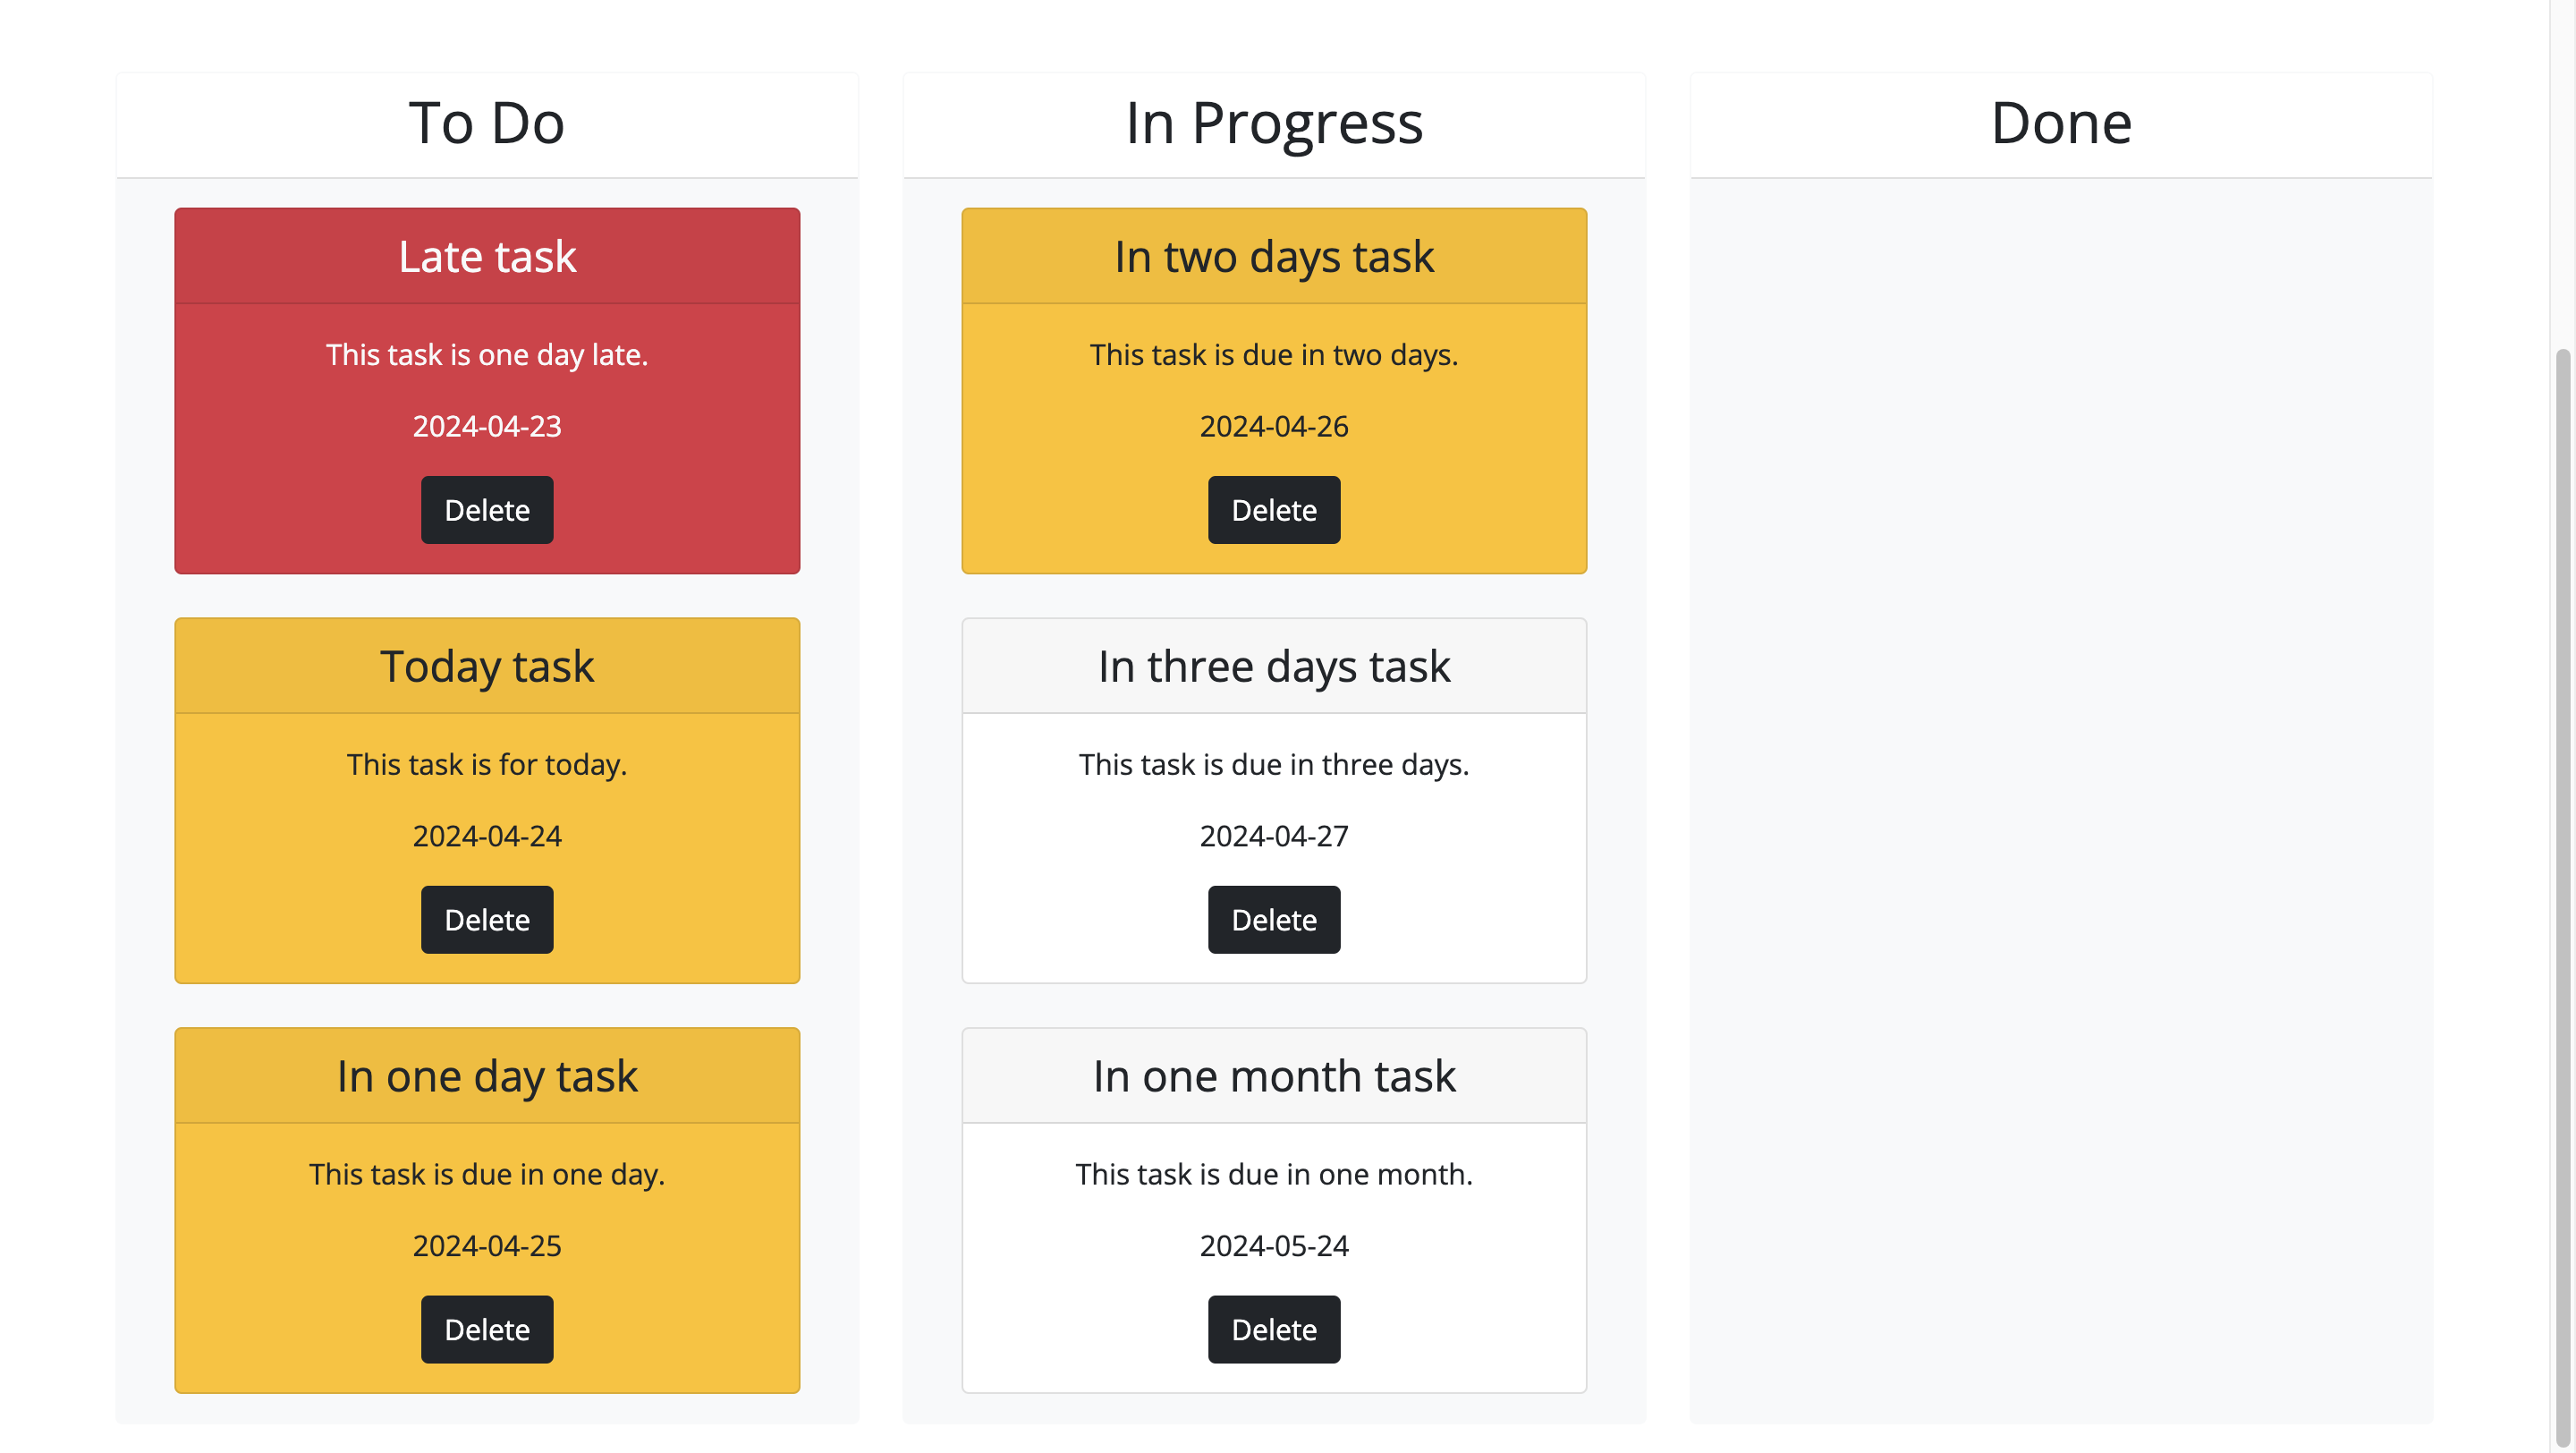 To Do
Late task
This task is one day late.
2024-04-23
Delete
Today task
This task is for today.
2024-04-24
Delete
In one day task
This task is due in one day.
2024-04-25
Delete
In Progress
In two days task
This task is due in two days.
2024-04-26
Delete
In three days task
This task is due in three days.
2024-04-27
Delete
In one month task
This task is due in one month.
2024-05-24
Delete
Done